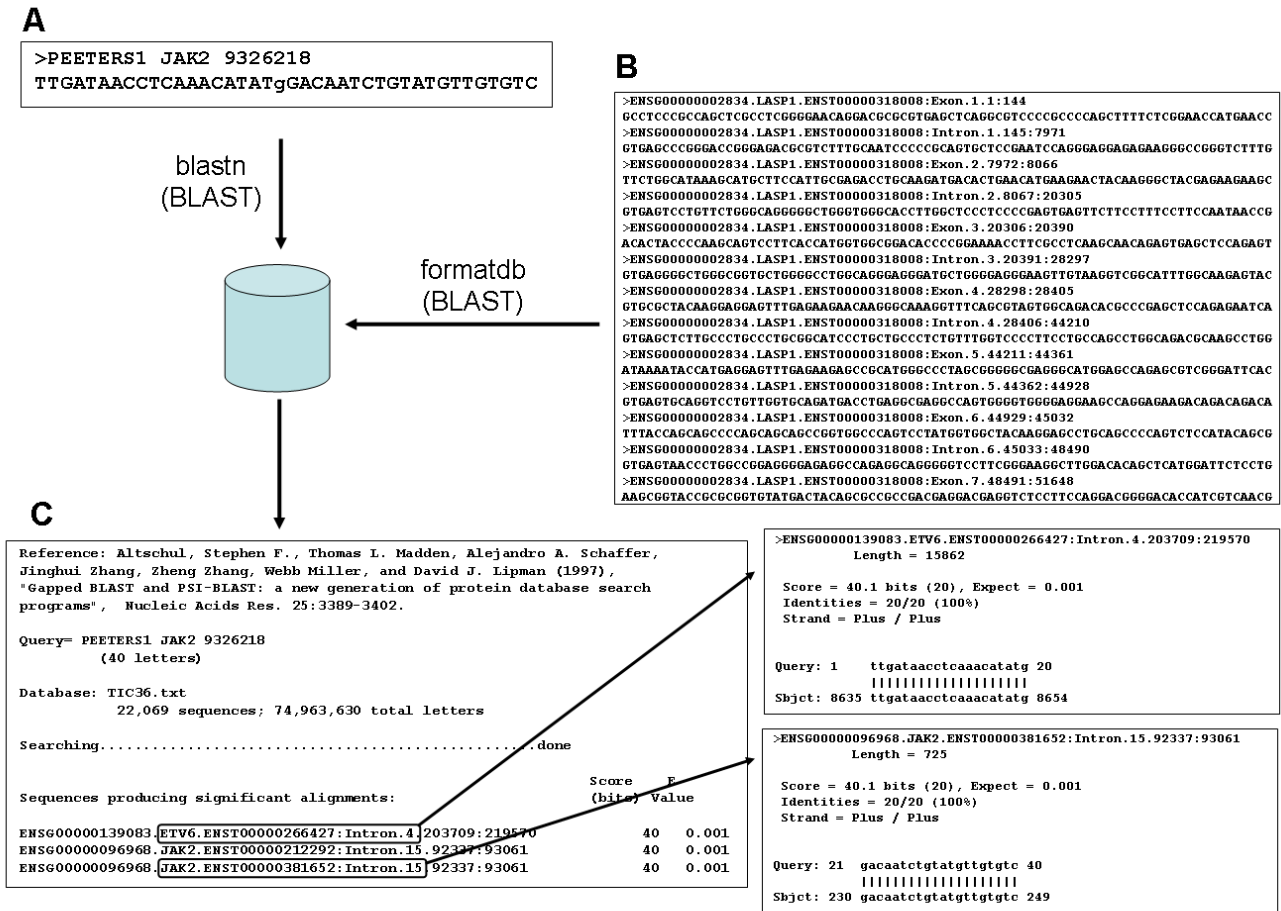 A
>PEETERS1 JAK2 9326218
TTGATAACCTCAAACATATgGACAATCTGTATGTTGTGTC
blastn
(BLAST)
formatdb
(BLAST)
B
>ENSG00000002834.LASP1.ENST00000318008:Exon.1.1:144
GCCTCCCGCCAGCTCGCCTCGGGGAACAGGACGCGCGTGAGCTCAGGCGTCCCCGCCCCAGCTTTTCTCGGAACCATGAACC
>ENSG00000002834.LASP1.ENST00000318008:Intron.1.145:7971
GTGAGCCCGGGACCGGGAGACGCGTCTTTGCAATCCCCCCGCAGTGCTCCGAATCCAGGGAGGAGAGAAGGGCCGGGTCTTTG
>ENSG00000002834.LASP1.ENST00000318008:Exon.2.7972:8066
TTCTGGCATAAAGCATGCTTCCATTGCGAGACCTGCAAGATGACACTGAACATGAAGAACTACAAGGGCTACGAGAAGAAGC
>ENSG00000002834.LASP1.ENST00000318008:Intron.2.8067:20305
GTGAGTCCTGTTCTGGGCAGGGGGCTGGGTGGGCACCTTGGCTCCCTCCCCGAGTGAGTTCTTCCTTTCCTTCCAATAACCG
>ENSG00000002834.LASP1.ENST00000318008:Exon.3.20306:20390
ACACTACCCCAAGCAGTCCTTCACCATGGTGGCGGACACCCCGGAAAACCTTCGCCTCAAGCAACAGAGTGAGCTCCAGAGT
>ENSG00000002834.LASP1.ENST00000318008:Intron.3.20391:28297
GTGAGGGGCTGGGCGGTGCTGGGGCCTGGCAGGGAGGGATGCTGGGGAGGGAAGTTGTAAGGTCGGCATTTGGCAAGAGTAC
>ENSG00000002834.LASP1.ENST00000318008:Exon.4.28298:28405
GTGCGCTACAAGGAGGAGTTTGAGAAGAACAAGGGCAAAGGTTTCAGCGTAGTGGCAGACACGCCCGAGCTCCAGAGAATCA
>ENSG00000002834.LASP1.ENST00000318008:Intron.4.28406:44210
GTGAGCTCTTGCCCTGCCCTGCGGCATCCCTGCTGCCCTCTGTTTGGTCCCCTTCCTGCCAGCCTGGCAGACGCAAGCCTGG
>ENSG00000002834.LASP1.ENST00000318008:Exon.5.44211:44361
ATAAAATACCATGAGGAGTTTGAGAAGAGCCGCATGGGCCCTAGCGGGGGCGAGGGCATGGAGCCAGAGCGTCGGGATTCAC
>ENSG00000002834.LASP1.ENST00000318008:Intron.5.44362:44928
GTGAGTGCAGGTCCTGTTGGTGCAGATGACCTGAGGCGAGGCCAGTGGGGTGGGGAGGAAGCCAGGAGAAGACAGACAGACA
>ENSG00000002834.LASP1.ENST00000318008:Exon.6.44929:45032
TTTACCAGCAGCCCCAGCAGCAGCCGGTGGCCCAGTCCTATGGTGGCTACAAGGAGCCTGCAGCCCCAGTCTCCATACAGCG
>ENSG00000002834.LASP1.ENST00000318008:Intron.6.45033:48490
GTGAGTAACCCTGGCCGGAGGGGAGAGGCCAGAGGCAGGGGGTCCTTCGGGAAGGCTTGGACACAGCTCATGGATTCTCCTG
>ENSG00000002834.LASP1.ENST00000318008:Exon.7.48491:51648
AAGCGGTACCGCGCGGTGTATGACTACAGCGCCGCCGACGAGGACGAGGTCTCCTTCCAGGACGGGGACACCATCGTCAACG
C
Reference: Altschul, Stephen F., Thomas L. Madden, Alejandro A. Schaffer,
Jinghui Zhang, Zheng Zhang, Webb Miller, and David J. Lipman (1997),
"Gapped BLAST and PSI-BLAST: a new generation of protein database search
programs", Nucleic Acids Res. 25:3389-3402.
Query= PEETERS1 JAK2 9326218
(40 letters)
Database: TIC36.txt
22,069 sequences; 74,963,630 total letters
Searching..................................................done
Score E
Sequences producing significant alignments: (bits) Value
ENSG00000139083.ETV6.ENST00000266427:Intron.4.203709:219570 40 0.001
ENSG00000096968.JAK2.ENST00000212292:Intron.15.92337:93061 40 0.001
ENSG00000096968.JAK2.ENST00000381652:Intron.15.92337:93061 40 0.001
>ENSG00000139083.ETV6.ENST00000266427:Intron.4.203709:219570
Length = 15862
Score = 40.1 bits (20), Expect = 0.001
Identities = 20/20 (100%)
Strand = Plus / Plus
Query: 1 ttgataacctcaaacatatg 20
||||||||||||||||||||
Sbjct: 8635 ttgataacctcaaacatatg 8654
>ENSG00000096968.JAK2.ENST00000381652:Intron.15.92337:93061
Length = 725
Score = 40.1 bits (20), Expect = 0.001
Identities = 20/20 (100%)
Strand = Plus / Plus
Query: 21 gacaatctgtatgttgtgtc 40
||||||||||||||||||||
Sbjct: 230 gacaatctgtatgttgtgtc 249